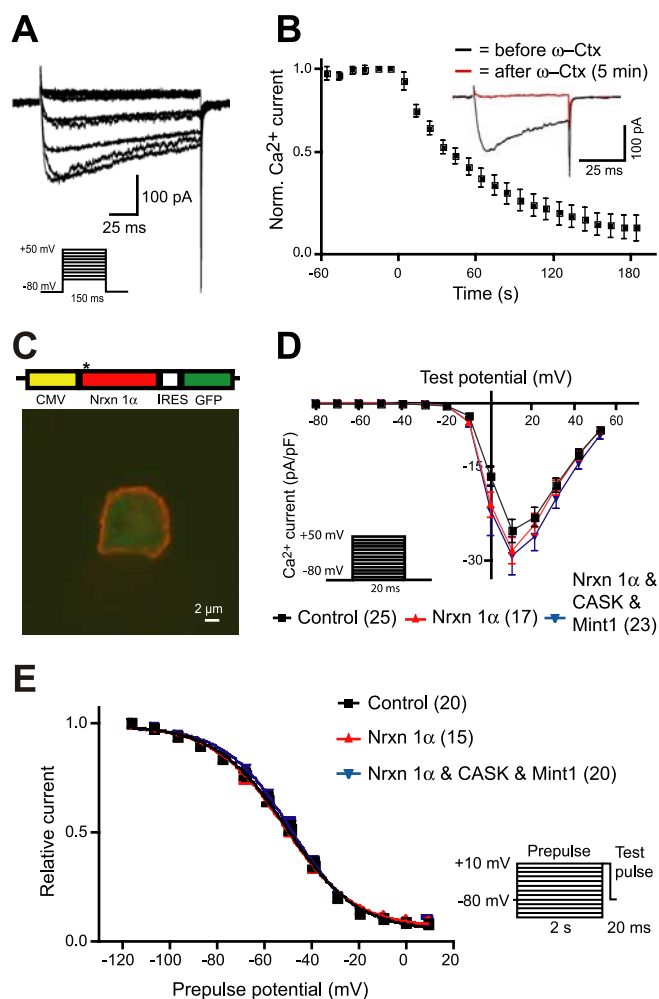 A
100 pA
25 ms
+50 mV
-80 mV
150 ms
B
= before ω–Ctx
= after ω–Ctx (5 min)
Norm. Ca2+ current
1.0
0.5
0.0
100 pA
25 ms
-60 0 60 120 180
Time (s)
C
*
CMV Nrxn 1α IRES GFP
2 µm
D
Test potential (mV)
-80 -60 -40 -20 20 40 60
Ca2+ current (pA/pF)
-15
-30
+50 mV
-80 mV
20 ms
Control (25)
Nrxn 1α (17)
Nrxn 1α &
CASK &
Mint1 (23)
E
Control (20)
Nrxn 1α (15)
Nrxn 1α & CASK & Mint1 (20)
Relative current
1.0
0.5
0.0
-120 -100 -80 -60 -40 -20 0 20
Prepulse potential (mV)
Prepulse Test
pulse
+10 mV
-80 mV
2 s 20 ms